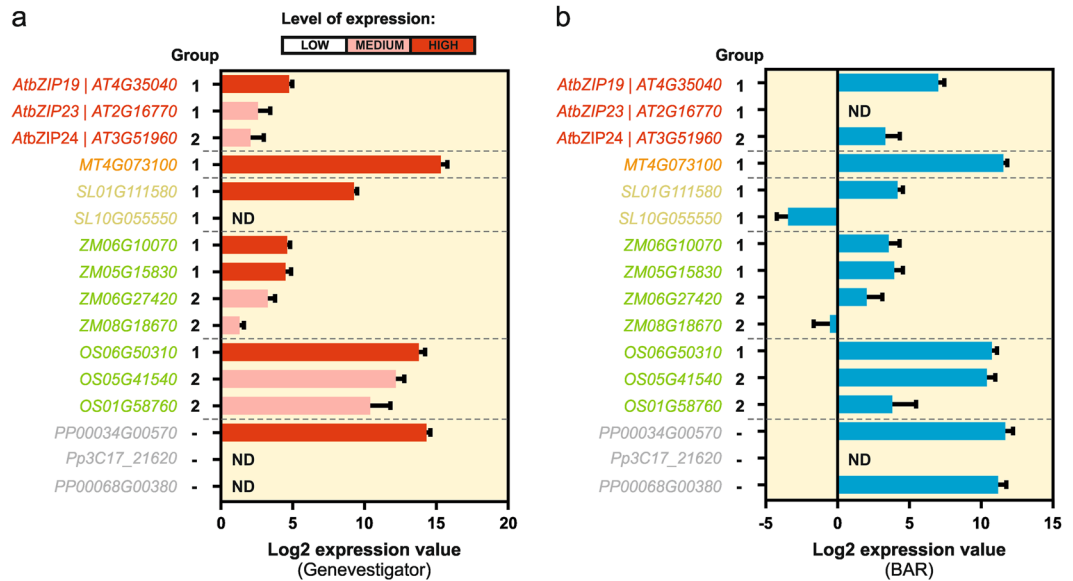 a
Level of expression:
LOW MEDIUM HIGH
Group
AtbZIP19 | AT4G35040 1
AtbZIP23 | AT2G16770 1
AtbZIP24 | AT3G51960 2
MT4G073100 1
SL01G111580 1
SL10G055550 1 ND
ZM06G10070 1
ZM05G15830 1
ZM06G27420 2
ZM08G18670 2
OS06G50310 1
OS05G41540 2
OS01G58760 2
PP00034G00570 -
Pp3C17_21620 - ND
PP00068G00380 - ND
0 5 10 15 20
Log2 expression value
(Genevestigator)
b
Group
AtbZIP19 | AT4G35040 1
AtbZIP23 | AT2G16770 1 ND
AtbZIP24 | AT3G51960 2
MT4G073100 1
SL01G111580 1
SL10G055550 1
ZM06G10070 1
ZM05G15830 1
ZM06G27420 2
ZM08G18670 2
OS06G50310 1
OS05G41540 2
OS01G58760 2
PP00034G00570 -
Pp3C17_21620 - ND
PP00068G00380 -
-5 0 5 10 15
Log2 expression value
(BAR)